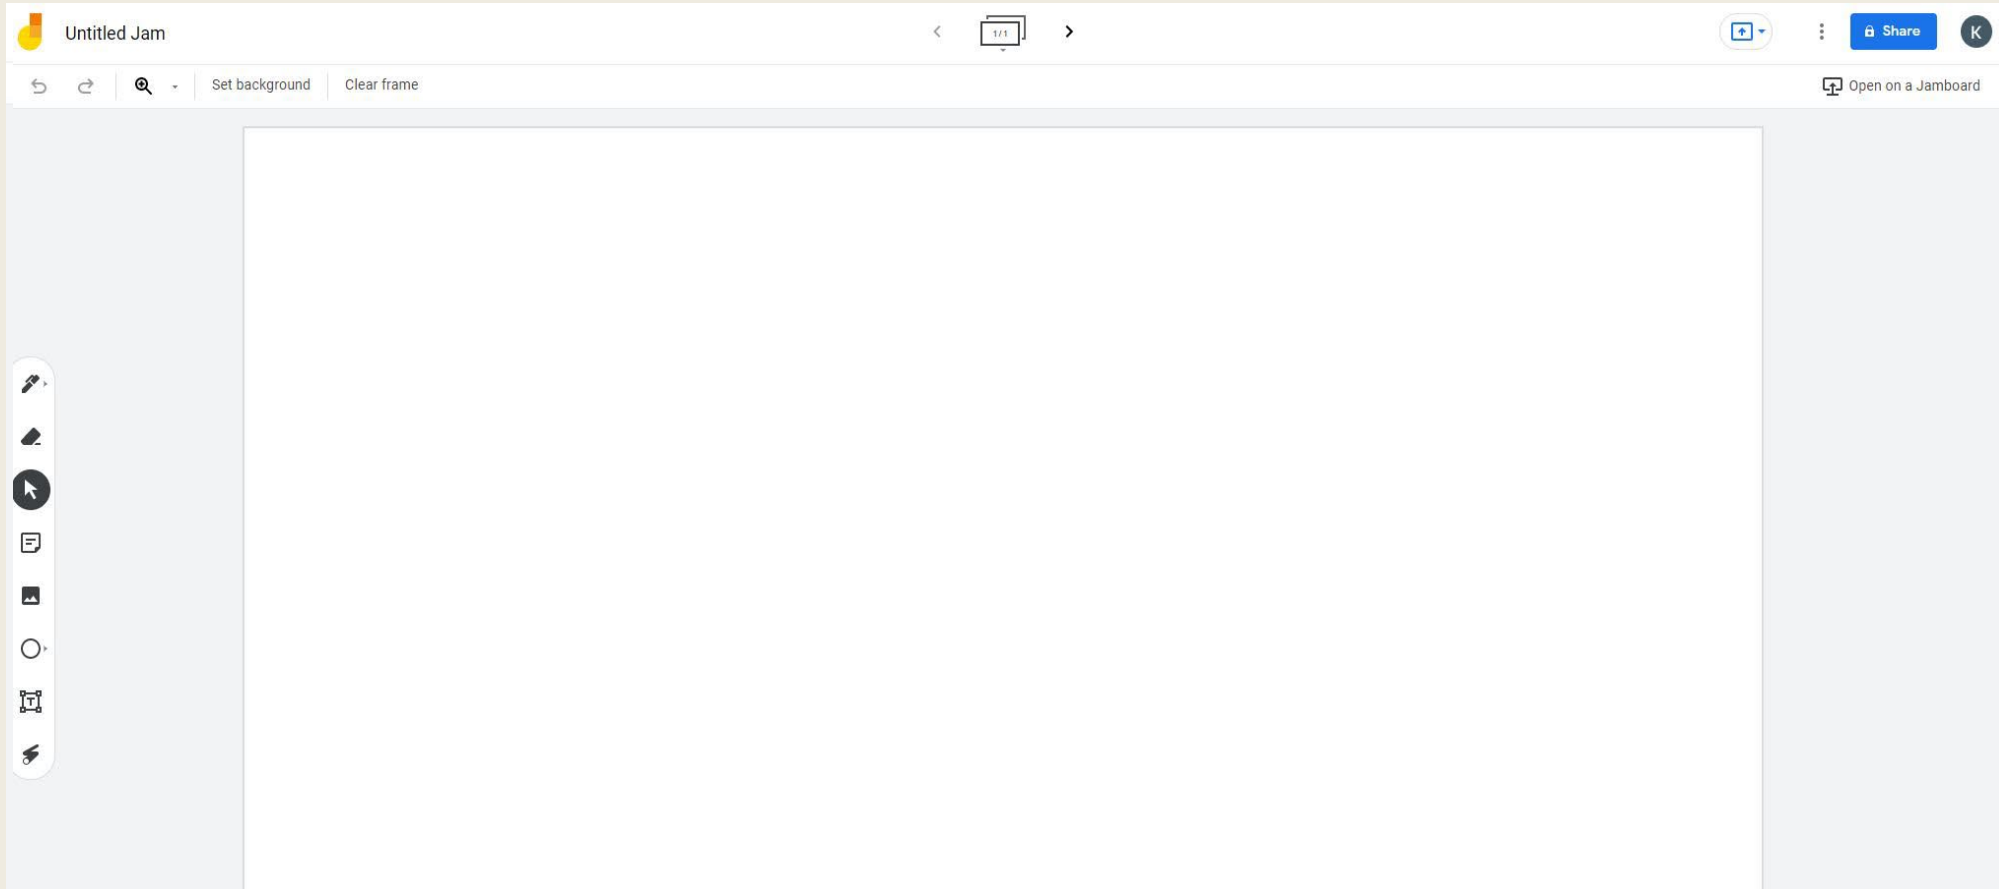 Untitled Jam
1/1
Share
K
Set background
Clear frame
Open on a Jamboard